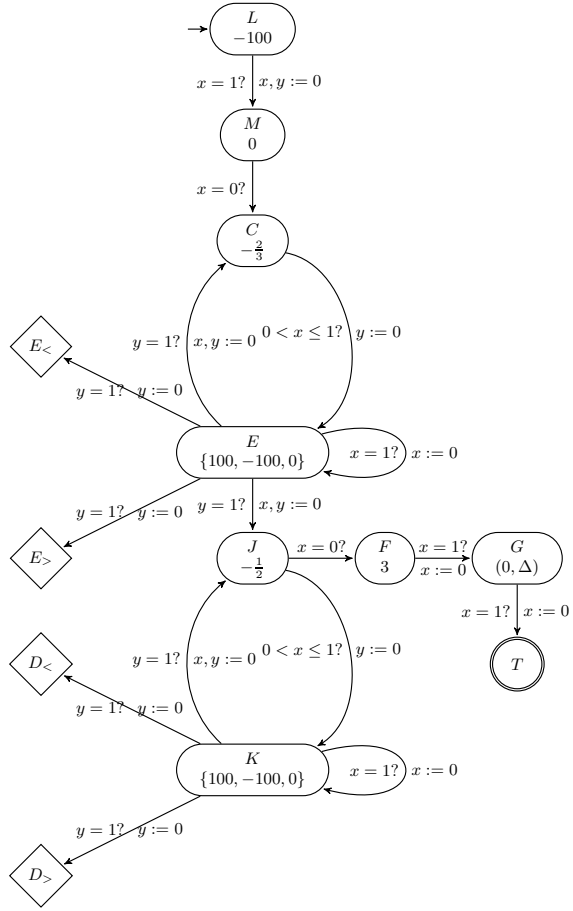 L
−100
x = 1? x, y := 0
M
0
x = 0?
C
−2/3
y = 1? x, y := 0 0 < x ≤ 1? y := 0
E<
y = 1? y := 0
E
{100, −100, 0}
x = 1? x := 0
y = 1? y := 0
y = 1? x, y := 0
E>
J
−1/2
x = 0?
F
3
x = 1?
x := 0
G
(0, Δ)
x = 1? x := 0
y = 1? x, y := 0 0 < x ≤ 1? y := 0
D<
T
y = 1? y := 0
K
{100, −100, 0}
x = 1? x := 0
y = 1? y := 0
D>